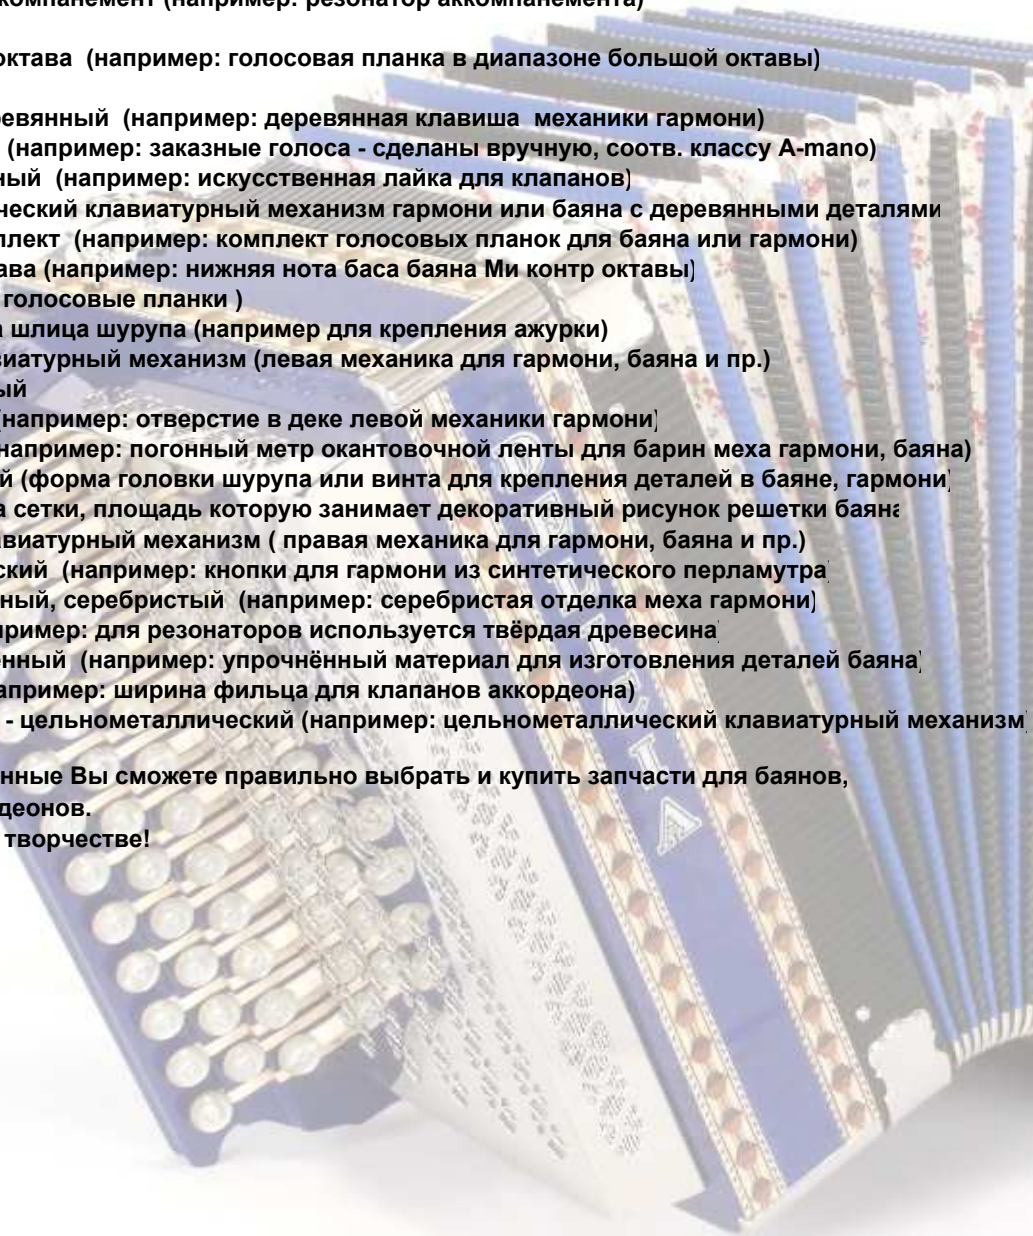 компанемент (например: резонатор аккомпанемента)
октава (например: голосовая планка в диапазоне большой октавы)
ревянный (например: деревянная клавиша механики гармони)
(например: заказные голоса - сделаны вручную, соотв. классу A-mano)
ный (например: искусственная лайка для клапанов)
ческий клавиатурный механизм гармони или баяна с деревянными деталями
плект (например: комплект голосовых планок для баяна или гармони)
ава (например: нижняя нота баса баяна Ми контр октавы)
голосовые планки )
а шлица шурупа (например для крепления ажурки)
виатурный механизм (левая механика для гармони, баяна и пр.)
ый
(например: отверстие в деке левой механики гармони)
например: погонный метр окантовочной ленты для барин меха гармони, баяна)
й (форма головки шурупа или винта для крепления деталей в баяне, гармони)
а сетки, площадь которую занимает декоративный рисунок решетки баяна
авиатурный механизм ( правая механика для гармони, баяна и пр.)
ский (например: кнопки для гармони из синтетического перламутра)
ный, серебристый (например: серебристая отделка меха гармони)
пример: для резонаторов используется твёрдая древесина)
енный (например: упрочнённый материал для изготовления деталей баяна)
апример: ширина фильца для клапанов аккордеона)
- цельнометаллический (например: цельнометаллический клавиатурный механизм)
нные Вы сможете правильно выбрать и купить запчасти для баянов,
деонов.
творчестве!